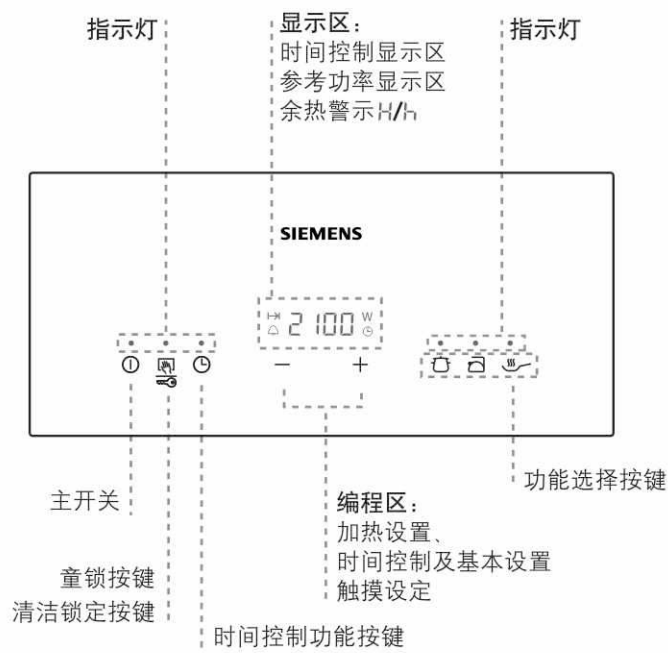 指示灯
显示区：
时间控制显示区
参考功率显示区
余热警示H/h
指示灯
SIEMENS
2100 W
− +
主开关
童锁按键
清洁锁定按键
时间控制功能按键
编程区：
加热设置、
时间控制及基本设置
触摸设定
功能选择按键